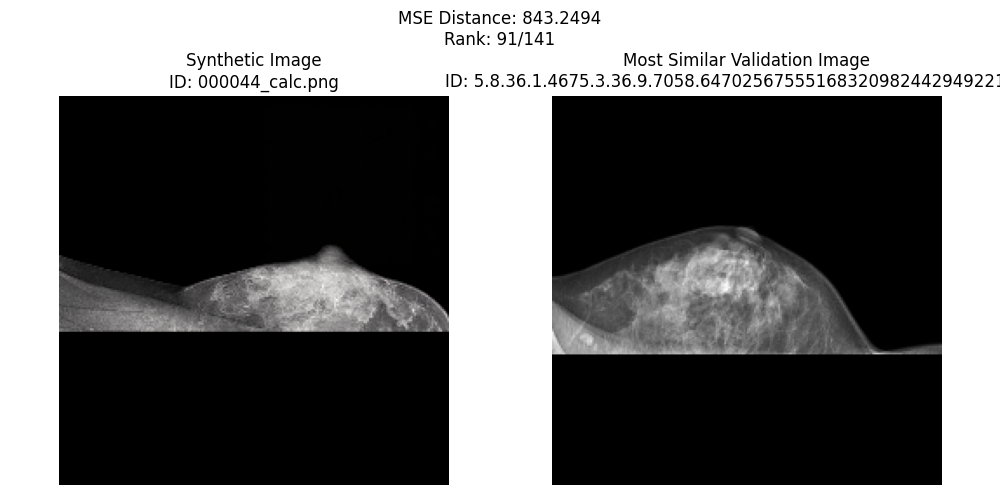 MSE Distance: 843.2494
Rank: 91/141
Synthetic Image
ID: 000044_calc.png
Most Similar Validation Image
ID: 5.8.36.1.4675.3.36.9.7058.64702567555168320982442949221